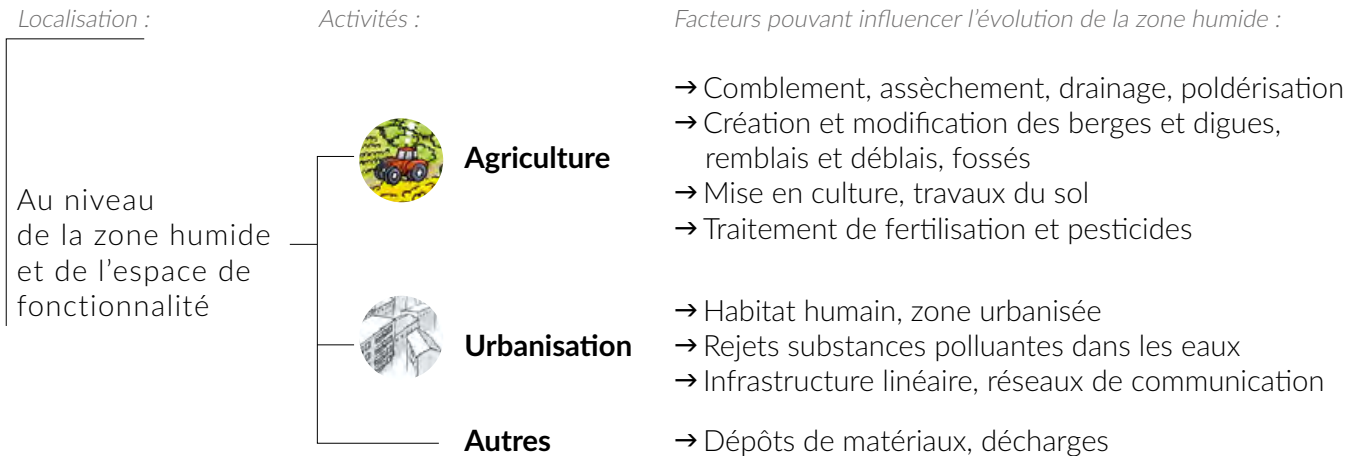 Localisation :
Activités :
Facteurs pouvant influencer l'évolution de la zone humide :
Au niveau
de la zone humide
et de l'espace de
fonctionnalité
Agriculture
→ Comblement, assèchement, drainage, poldérisation
→ Création et modification des berges et digues,
remblais et déblais, fossés
→ Mise en culture, travaux du sol
→ Traitement de fertilisation et pesticides
Urbanisation
→ Habitat humain, zone urbanisée
→ Rejets substances polluantes dans les eaux
→ Infrastructure linéaire, réseaux de communication
Autres
→ Dépôts de matériaux, décharges